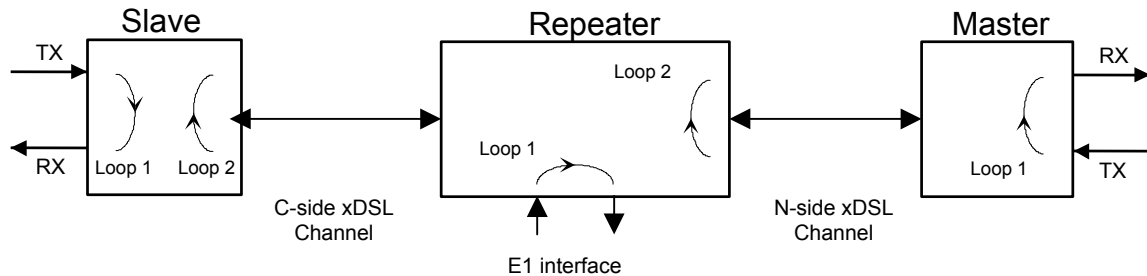 Slave
Repeater
Master
TX
RX
Loop 1
Loop 2
Loop 1
Loop 2
RX
TX
Loop 1
C-side xDSL
Channel
N-side xDSL
Channel
E1 interface